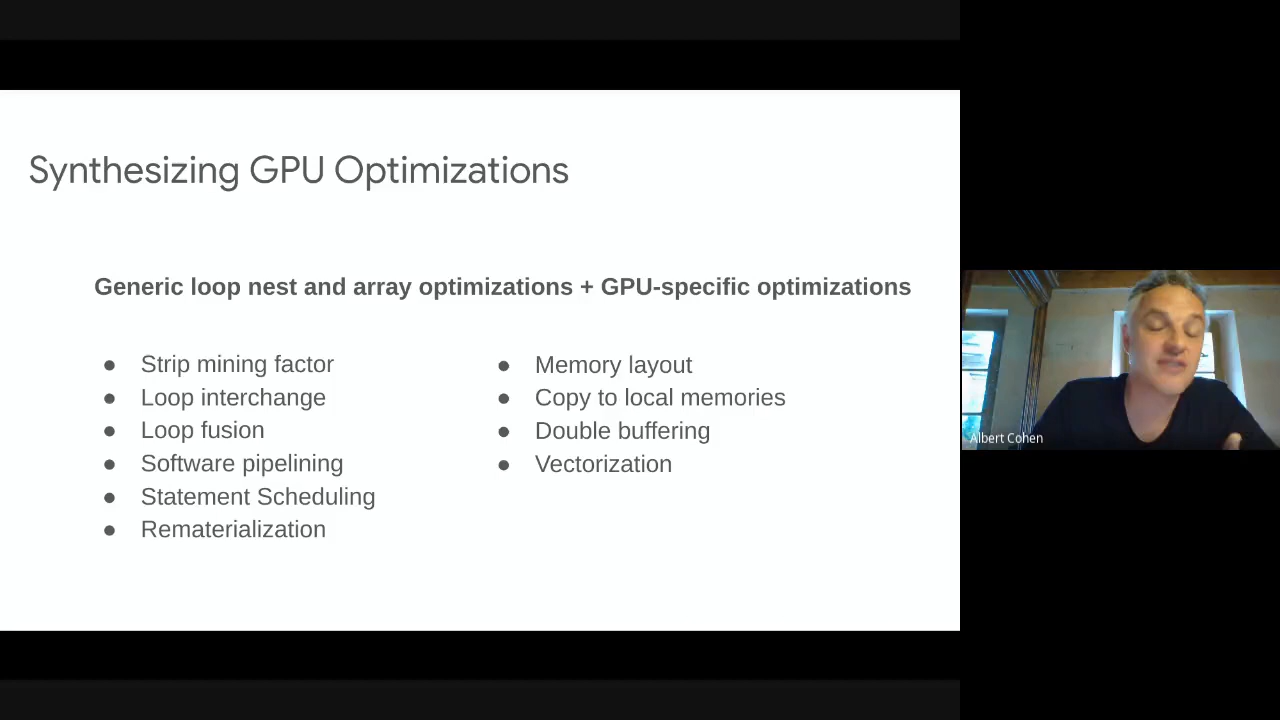 Synthesizing GPU Optimizations
Generic loop nest and array optimizations + GPU-specific optimizations
● Strip mining factor
● Loop interchange
● Loop fusion
● Software pipelining
● Statement Scheduling
● Rematerialization
● Memory layout
● Copy to local memories
● Double buffering
● Vectorization
Albert Cohen